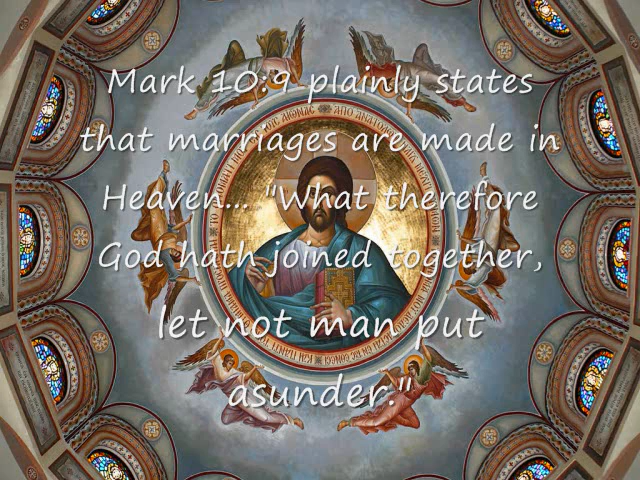 Mark 10:9 plainly states
that marriages are made in
Heaven... "What therefore
God hath joined together,
let not man put
asunder."